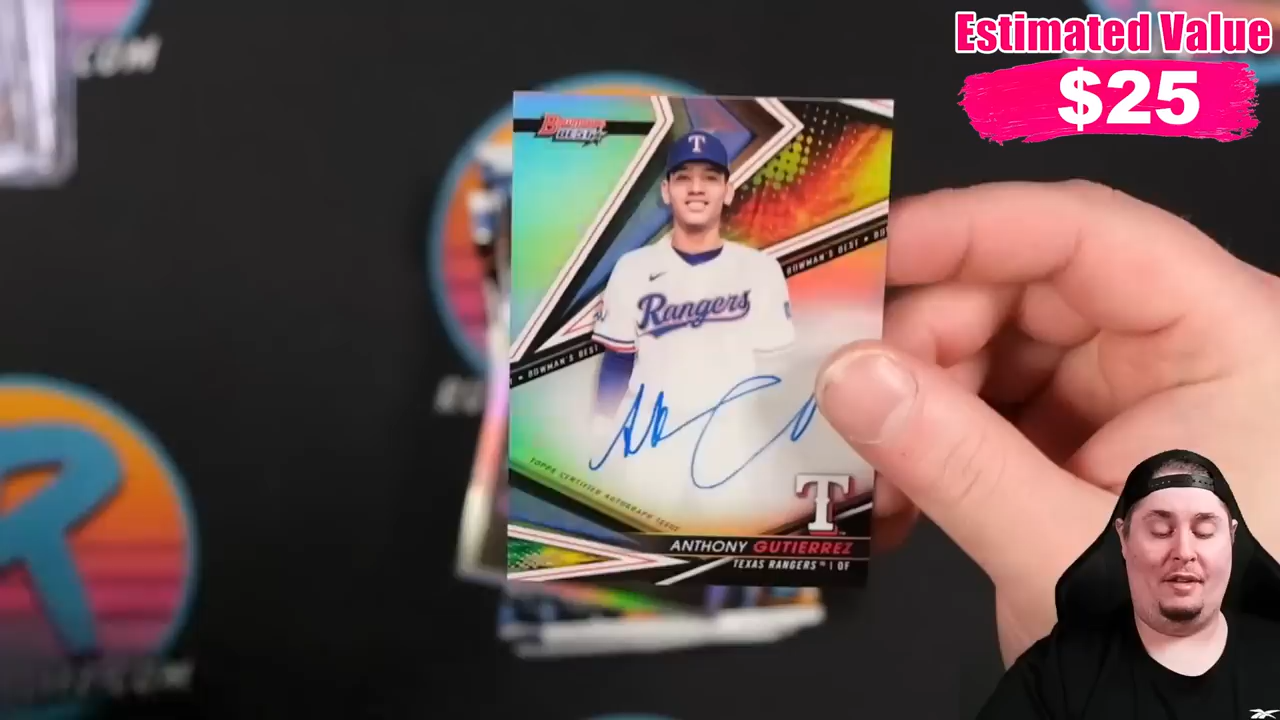 Estimated Value
$25
.COM
BOWMAN'S BEST
T
BOWMAN'S BEST
Rangers
BOWMAN'S BEST
TOPPS CERTIFIED AUTOGRAPH ISSUE
T
ANTHONY GUTIERREZ
TEXAS RANGERS™ | OF
R